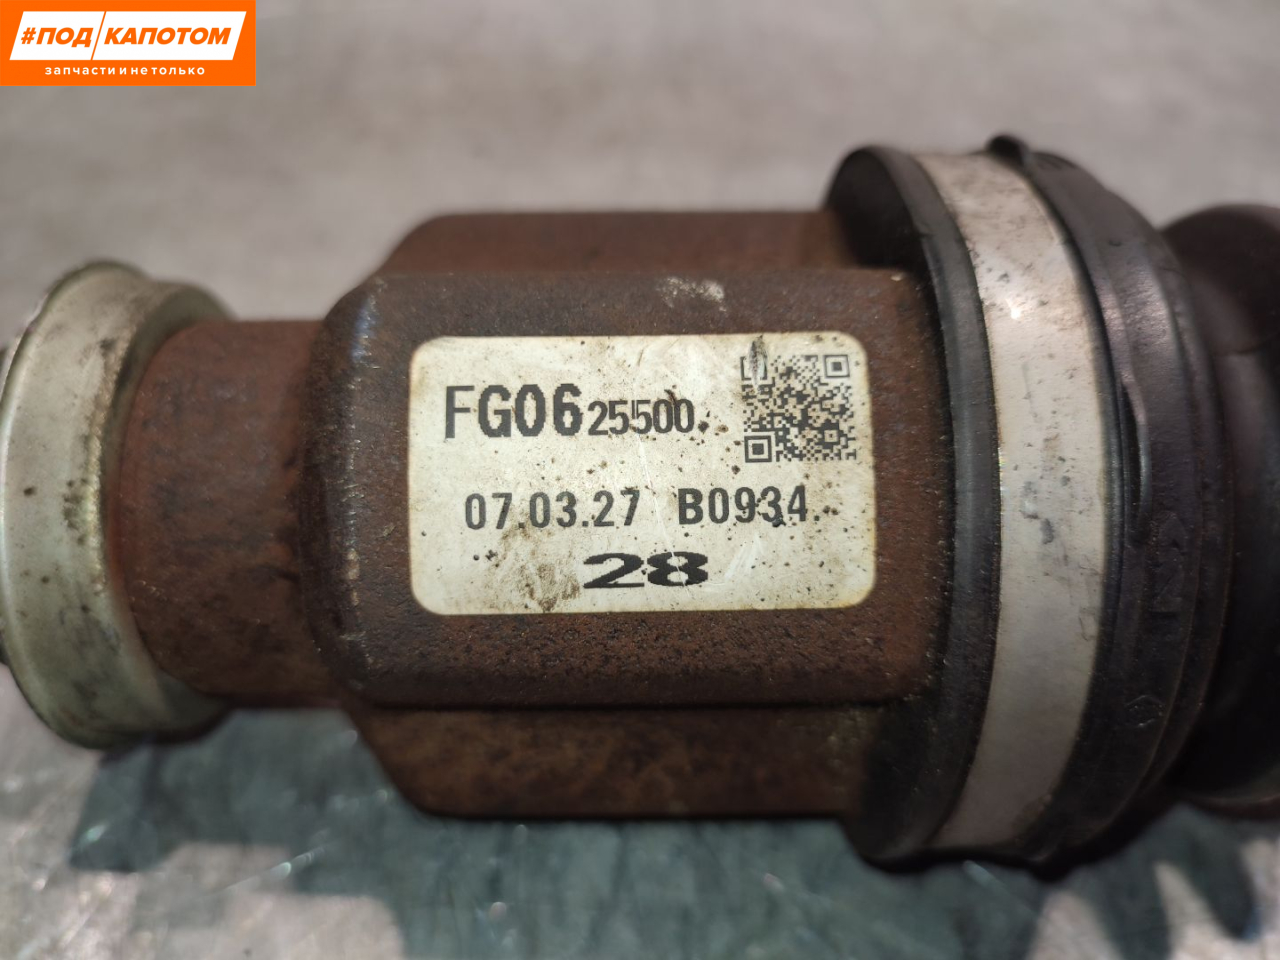 #ПОД/КАПОТОМ
запчасти и не только
FG0625500
07.03.27 B0934
28